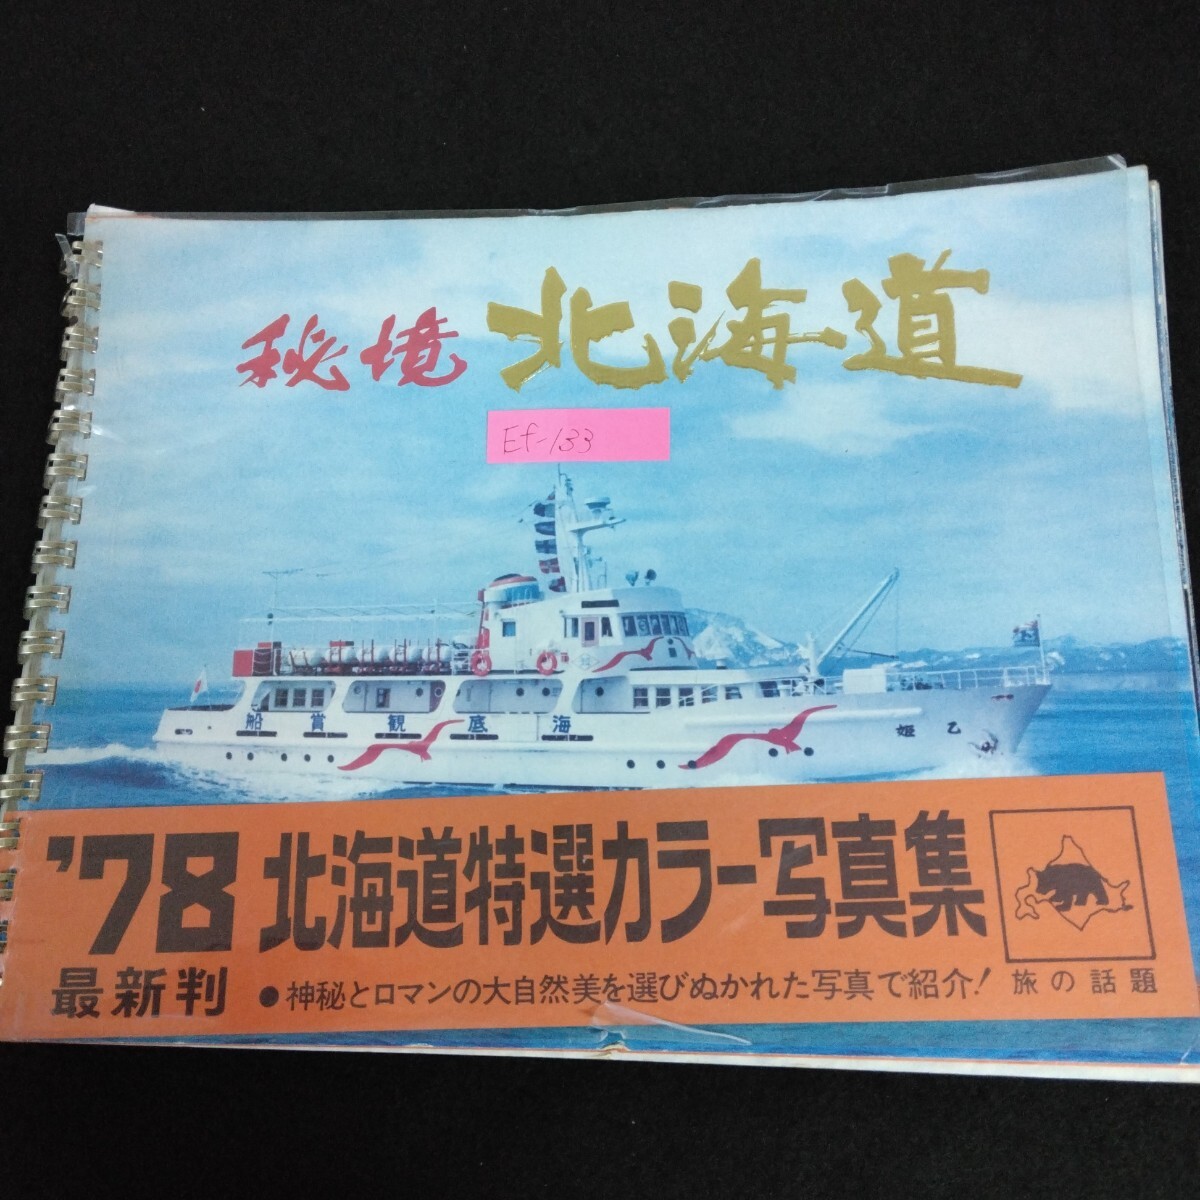 秘境 北海道
Ef-133
船賞観底海
姫乙
'78 北海道特選カラー写真集
最新判
●神秘とロマンの大自然美を選びぬかれた写真で紹介!
旅の話題